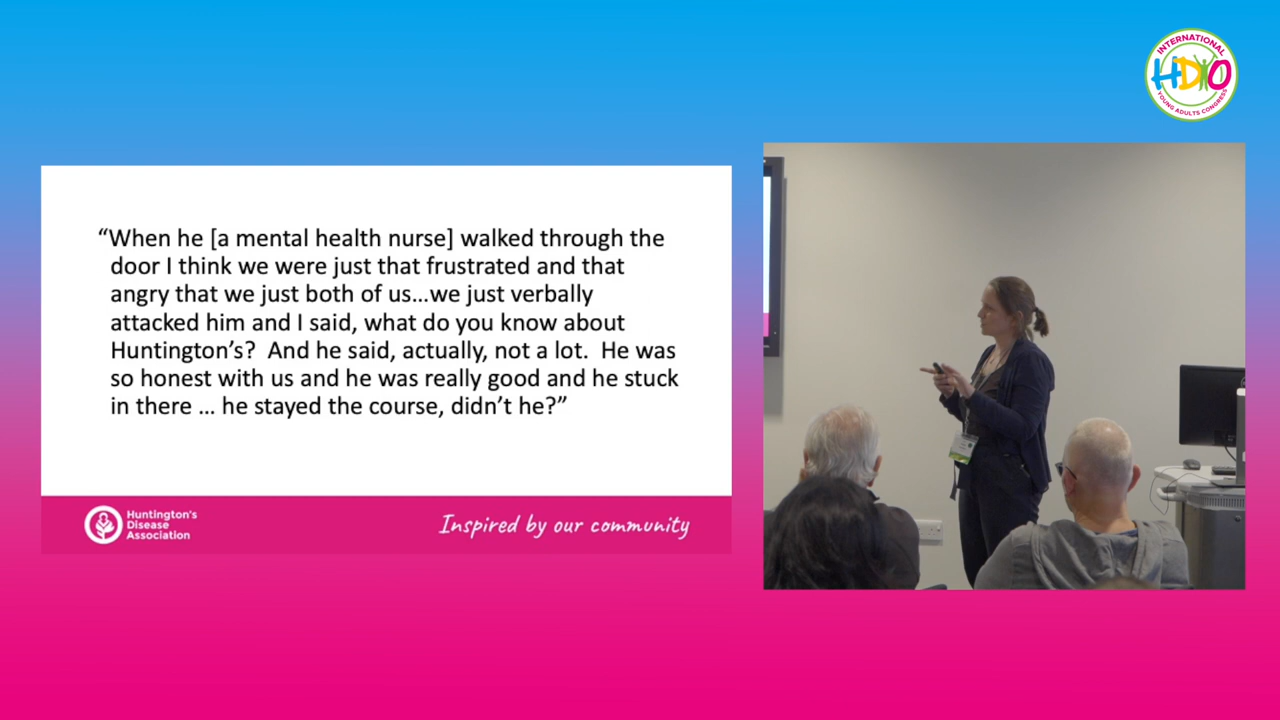 INTERNATIONAL
HDYO
YOUNG ADULTS CONGRESS
“When he [a mental health nurse] walked through the
door I think we were just that frustrated and that
angry that we just both of us…we just verbally
attacked him and I said, what do you know about
Huntington’s?  And he said, actually, not a lot.  He was
so honest with us and he was really good and he stuck
in there … he stayed the course, didn’t he?”
Huntington's
Disease
Association
Inspired by our community